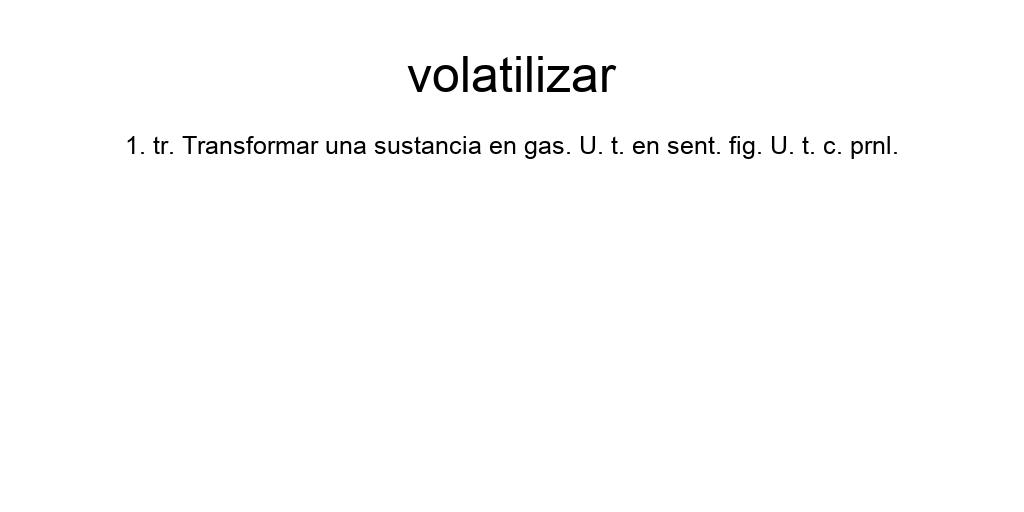 volatilizar
1. tr. Transformar una sustancia en gas. U. t. en sent. fig. U. t. c. prnl.